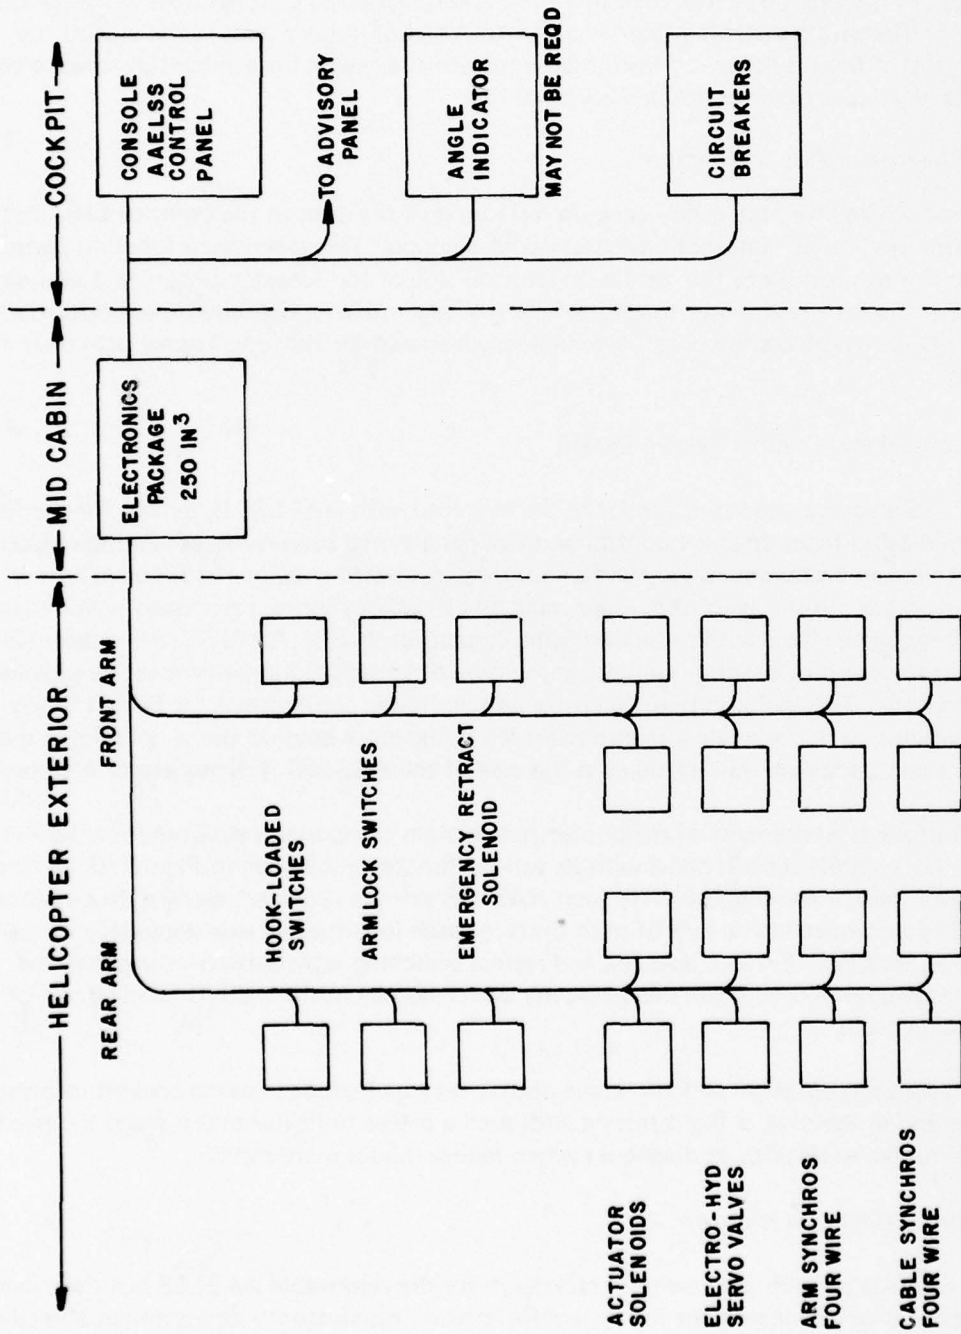 HELICOPTER EXTERIOR
MID CABIN
COCKPIT
REAR ARM
FRONT ARM
ELECTRONICS
PACKAGE
250 IN³
CONSOLE
AAELSS
CONTROL
PANEL
TO ADVISORY
PANEL
ANGLE
INDICATOR
MAY NOT BE REQD
CIRCUIT
BREAKERS
HOOK-LOADED
SWITCHES
ARM LOCK SWITCHES
EMERGENCY RETRACT
SOLENOID
ACTUATOR
SOLENOIDS
ELECTRO-HYD
SERVO VALVES
ARM SYNCHROS
FOUR WIRE
CABLE SYNCHROS
FOUR WIRE